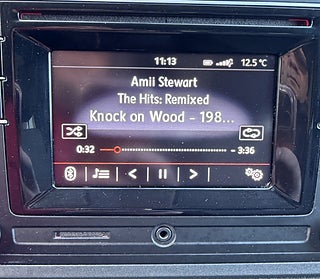 11:13 12.5 °C
Amii Stewart
The Hits: Remixed
Knock on Wood - 198...
0:32 - 3:36